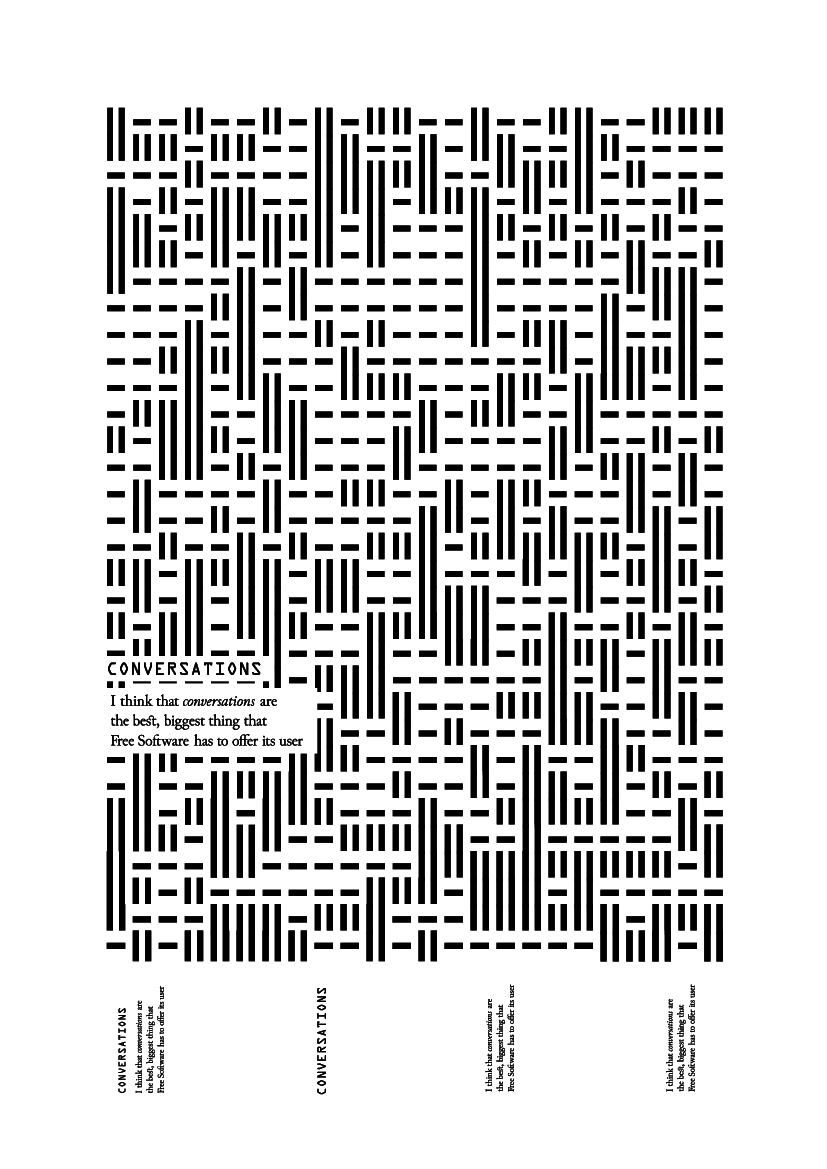 CONVERSATIONS
I think that conversations are
the best, biggest thing that
Free Software has to offer its user
CONVERSATIONS
I think that conversations are
the best, biggest thing that
Free Software has to offer its user
CONVERSATIONS
I think that conversations are
the best, biggest thing that
Free Software has to offer its user
I think that conversations are
the best, biggest thing that
Free Software has to offer its user